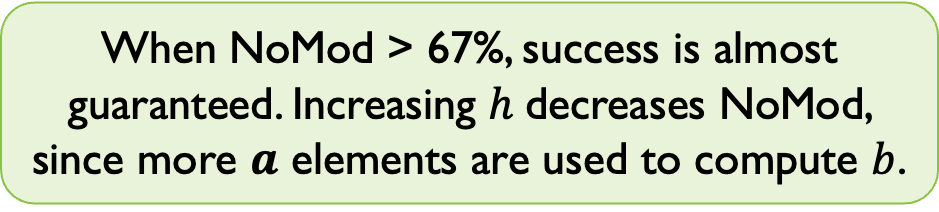 When NoMod > 67%, success is almost
guaranteed. Increasing h decreases NoMod,
since more a elements are used to compute b.